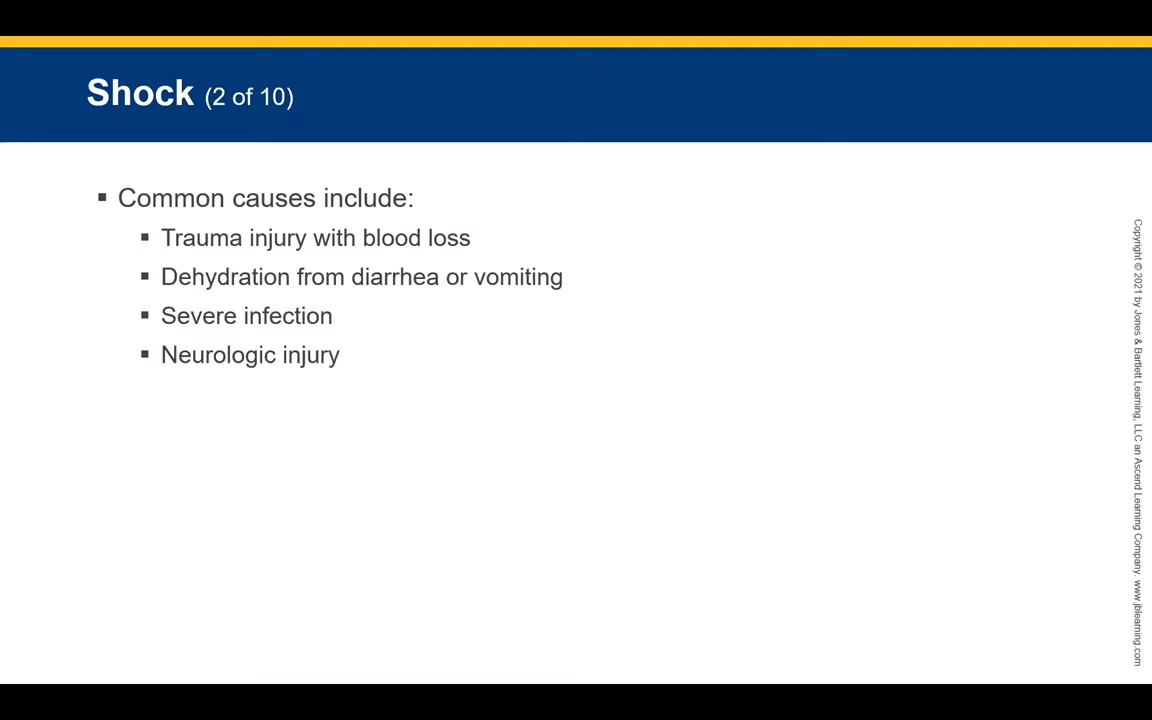 Shock (2 of 10)
Common causes include:
Trauma injury with blood loss
Dehydration from diarrhea or vomiting
Severe infection
Neurologic injury
Copyright © 2021 by Jones & Bartlett Learning, LLC an Ascend Learning Company. www.jblearning.com